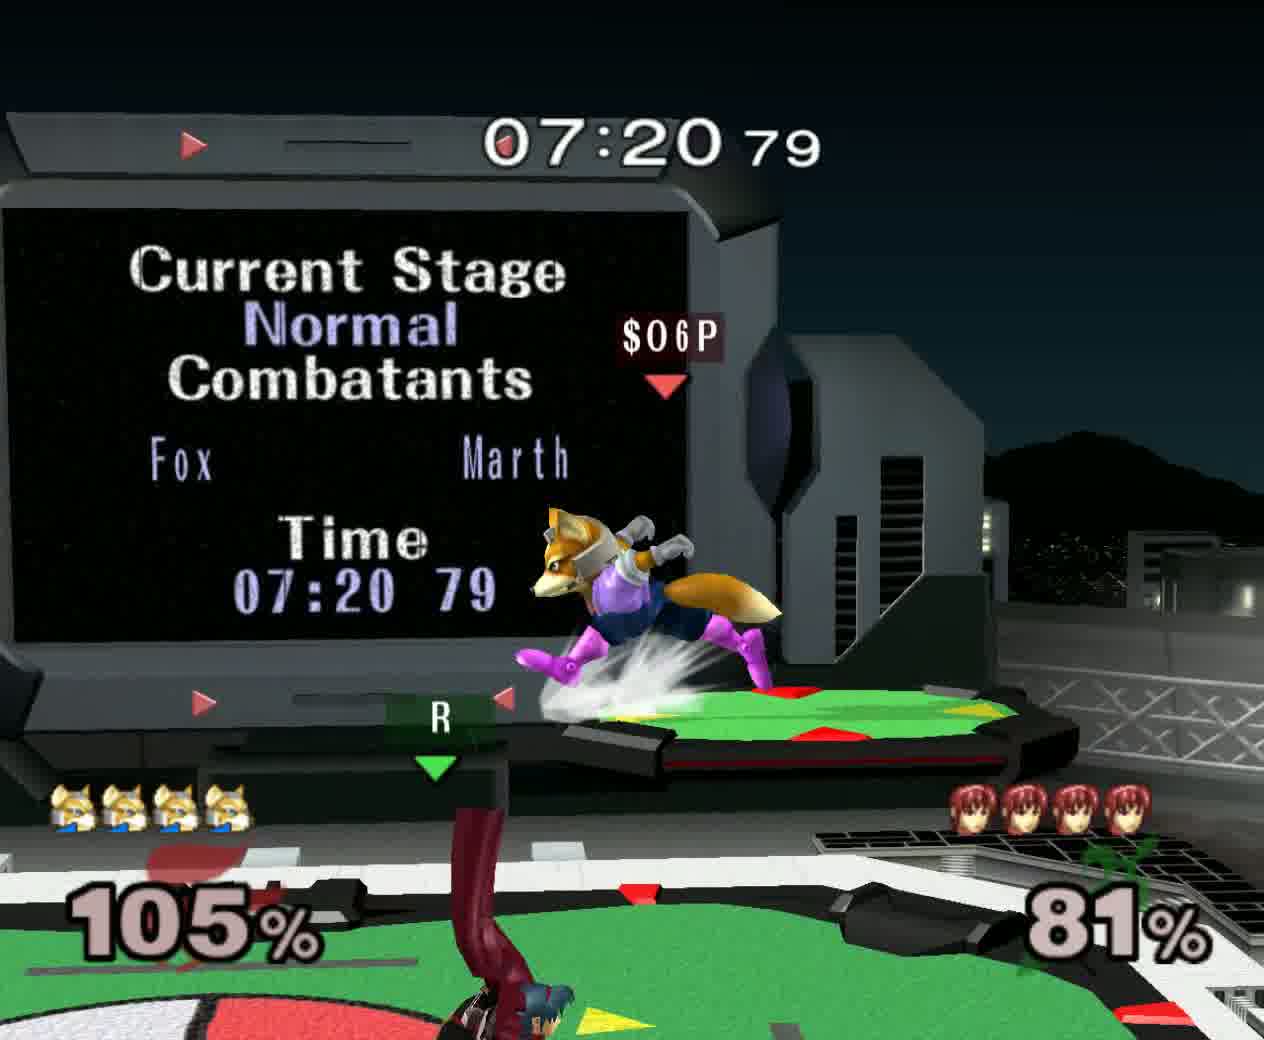 07:20 79
Current Stage
Normal
$06P
Combatants
Fox Marth
Time
07:20 79
R
105%
81%